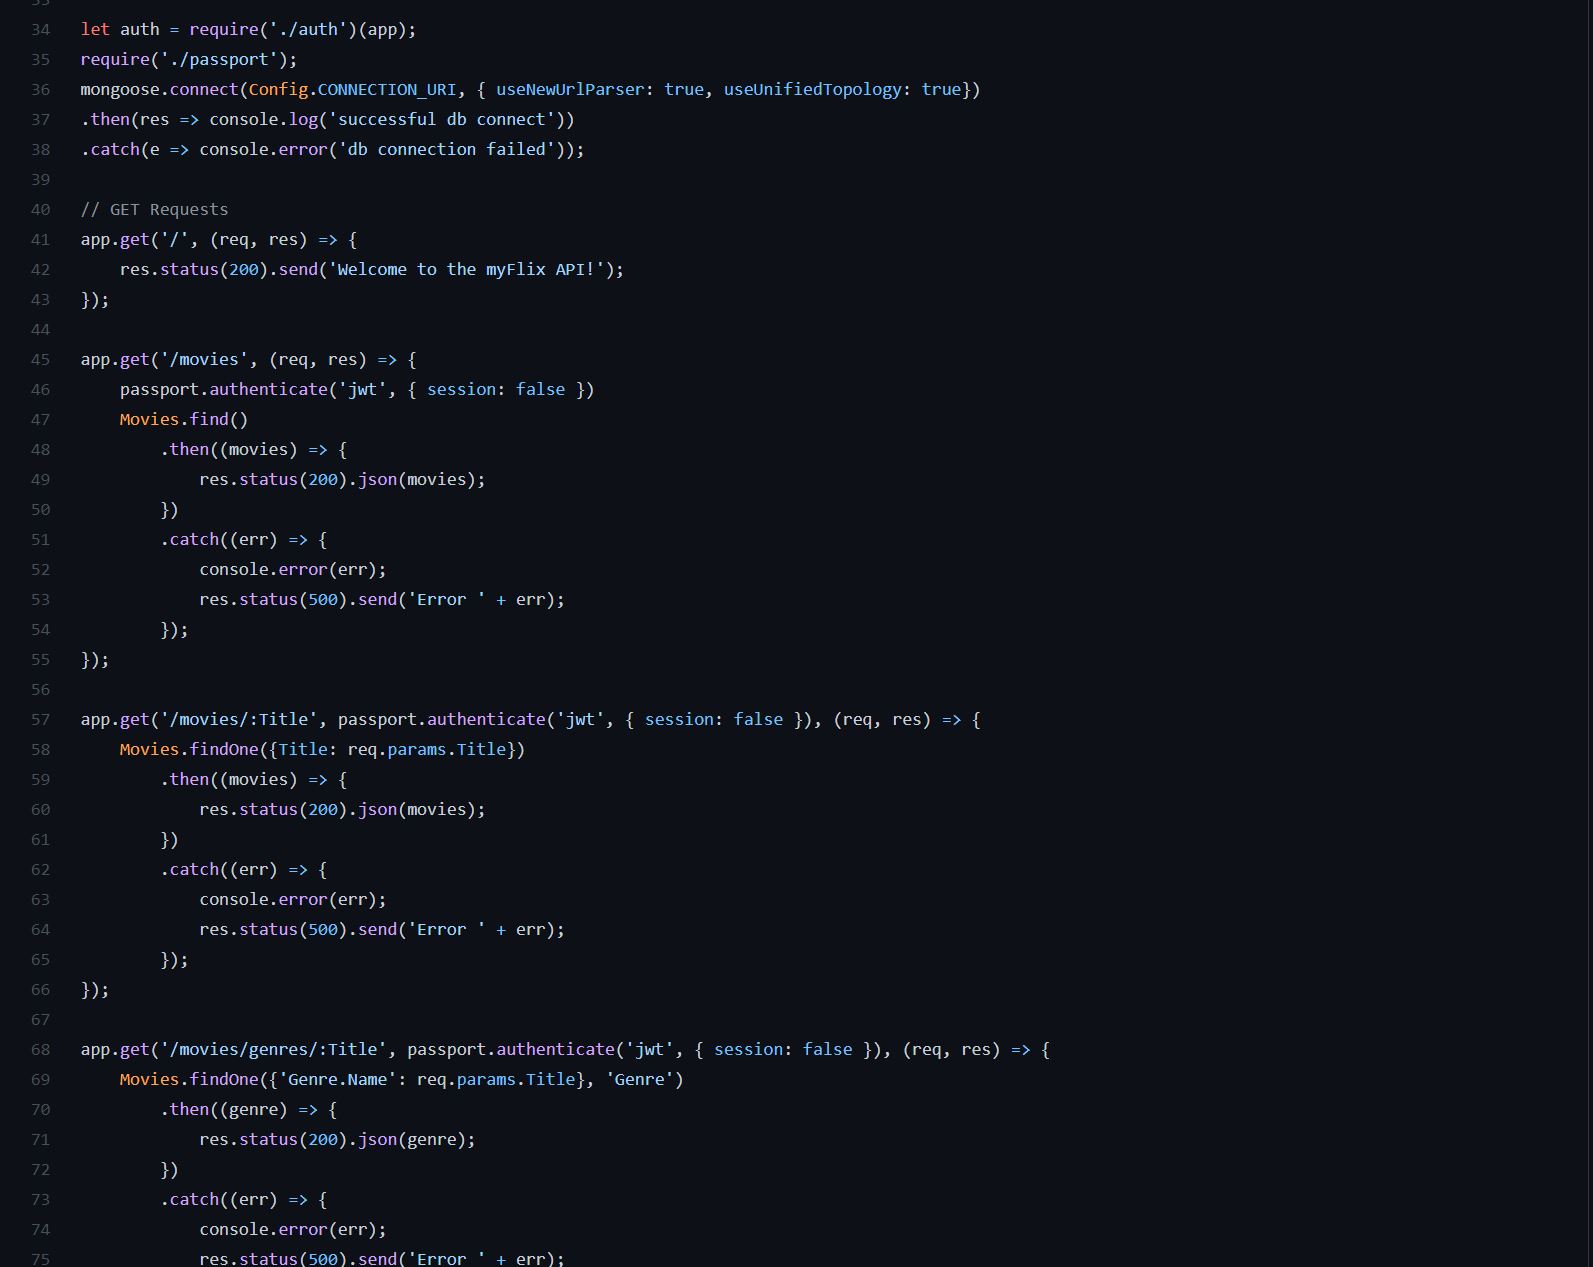 34 let auth = require('./auth')(app);
35 require('./passport');
36 mongoose.connect(Config.CONNECTION_URI, { useNewUrlParser: true, useUnifiedTopology: true})
37 .then(res => console.log('successful db connect'))
38 .catch(e => console.error('db connection failed'));
39
40 // GET Requests
41 app.get('/', (req, res) => {
42     res.status(200).send('Welcome to the myFlix API!');
43 });
44
45 app.get('/movies', (req, res) => {
46     passport.authenticate('jwt', { session: false })
47     Movies.find()
48         .then((movies) => {
49             res.status(200).json(movies);
50         })
51         .catch((err) => {
52             console.error(err);
53             res.status(500).send('Error ' + err);
54         });
55 });
56
57 app.get('/movies/:Title', passport.authenticate('jwt', { session: false }), (req, res) => {
58     Movies.findOne({Title: req.params.Title})
59         .then((movies) => {
60             res.status(200).json(movies);
61         })
62         .catch((err) => {
63             console.error(err);
64             res.status(500).send('Error ' + err);
65         });
66 });
67
68 app.get('/movies/genres/:Title', passport.authenticate('jwt', { session: false }), (req, res) => {
69     Movies.findOne({'Genre.Name': req.params.Title}, 'Genre')
70         .then((genre) => {
71             res.status(200).json(genre);
72         })
73         .catch((err) => {
74             console.error(err);
75             res.status(500).send('Error ' + err);